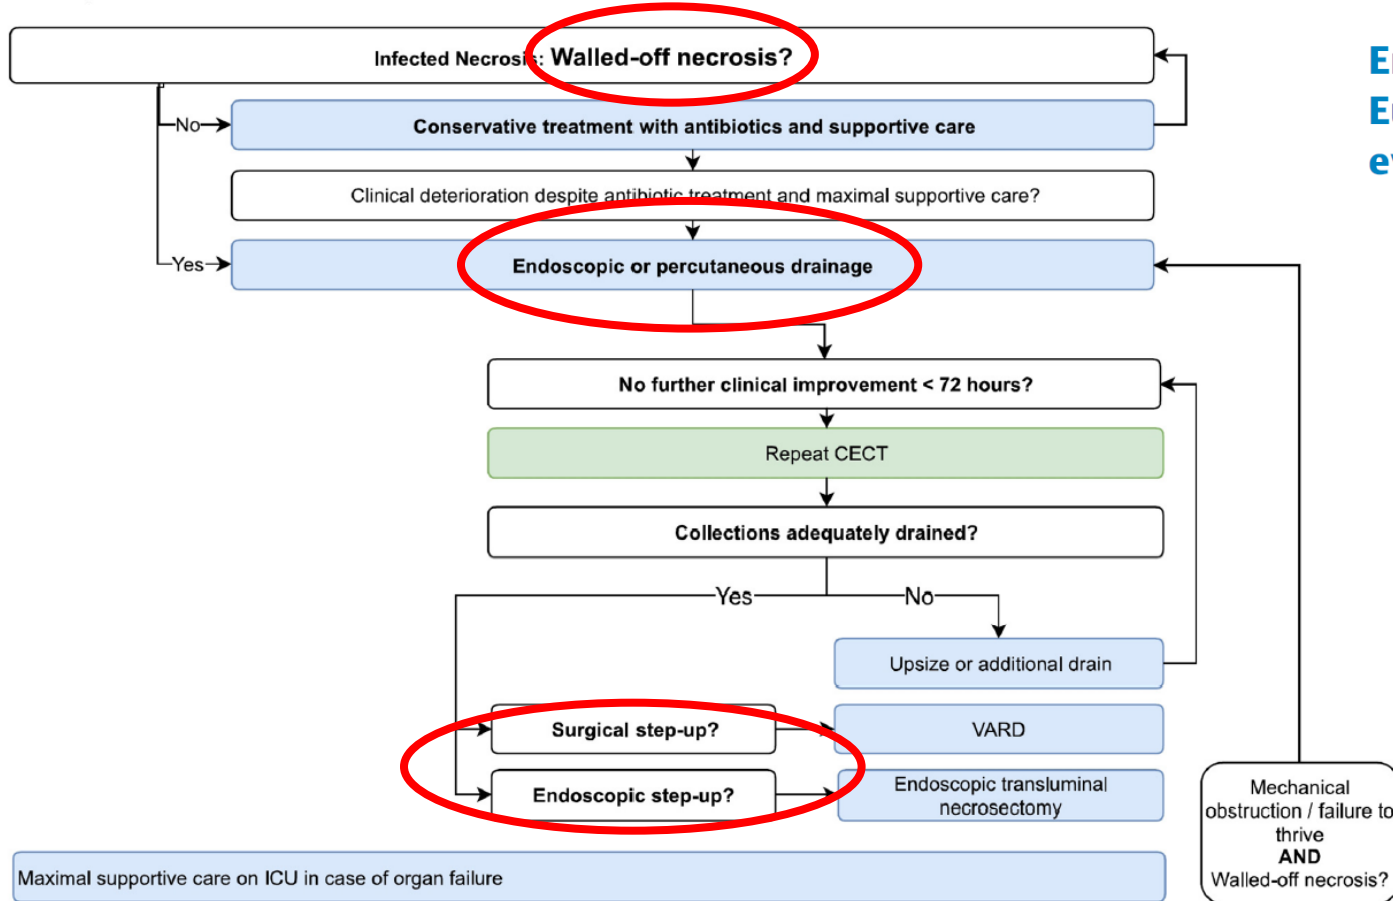 Infected Necrosis: Walled-off necrosis?
No
Conservative treatment with antibiotics and supportive care
Clinical deterioration despite antibiotic treatment and maximal supportive care?
Yes
Endoscopic or percutaneous drainage
No further clinical improvement < 72 hours?
Repeat CECT
Collections adequately drained?
Yes
No
Upsize or additional drain
Surgical step-up?
VARD
Endoscopic step-up?
Endoscopic transluminal
necrosectomy
Mechanical
obstruction / failure to
thrive
AND
Walled-off necrosis?
Maximal supportive care on ICU in case of organ failure